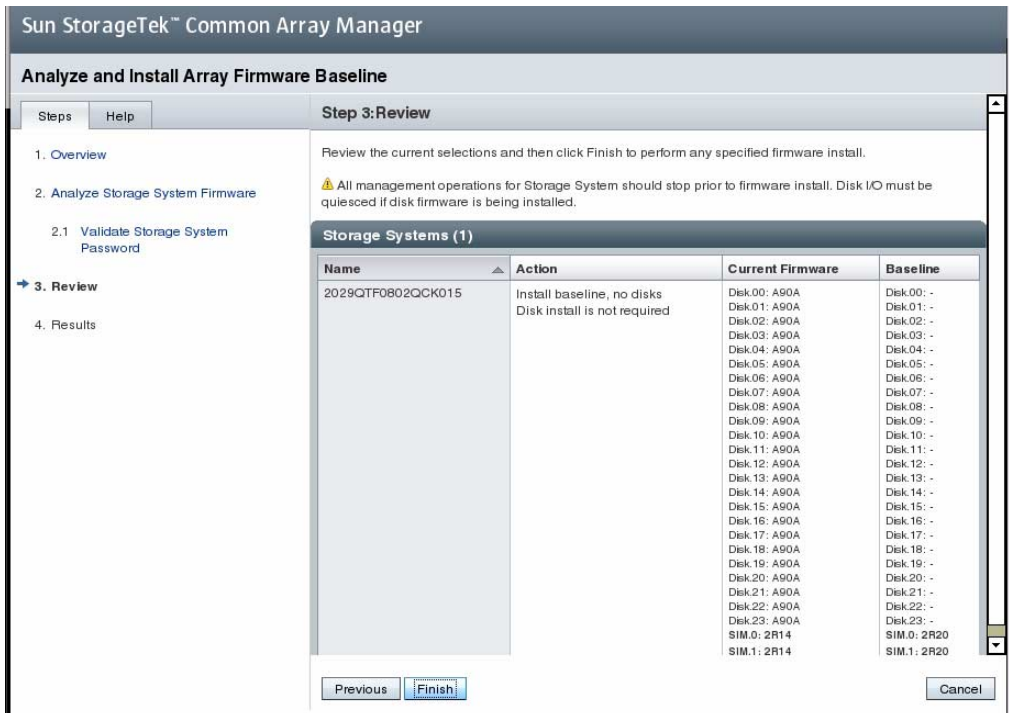 Sun StorageTek™ Common Array Manager
Analyze and Install Array Firmware Baseline
Steps Help
1. Overview
2. Analyze Storage System Firmware
2.1 Validate Storage System
Password
3. Review
4. Results
Step 3:Review
Review the current selections and then click Finish to perform any specified firmware install.
All management operations for Storage System should stop prior to firmware install. Disk I/O must be
quiesced if disk firmware is being installed.
Storage Systems (1)
Name Action Current Firmware Baseline
2029QTF0802QCK015 Install baseline, no disks Disk.00: A90A Disk.00: -
Disk install is not required Disk.01: A90A Disk.01: -
Disk.02: A90A Disk.02: -
Disk.03: A90A Disk.03: -
Disk.04: A90A Disk.04: -
Disk.05: A90A Disk.05: -
Disk.06: A90A Disk.06: -
Disk.07: A90A Disk.07: -
Disk.08: A90A Disk.08: -
Disk.09: A90A Disk.09: -
Disk.10: A90A Disk.10: -
Disk.11: A90A Disk.11: -
Disk.12: A90A Disk.12: -
Disk.13: A90A Disk.13: -
Disk.14: A90A Disk.14: -
Disk.15: A90A Disk.15: -
Disk.16: A90A Disk.16: -
Disk.17: A90A Disk.17: -
Disk.18: A90A Disk.18: -
Disk.19: A90A Disk.19: -
Disk.20: A90A Disk.20: -
Disk.21: A90A Disk.21: -
Disk.22: A90A Disk.22: -
Disk.23: A90A Disk.23: -
SIM.0: 2R14 SIM.0: 2R20
SIM.1: 2R14 SIM.1: 2R20
Previous Finish Cancel